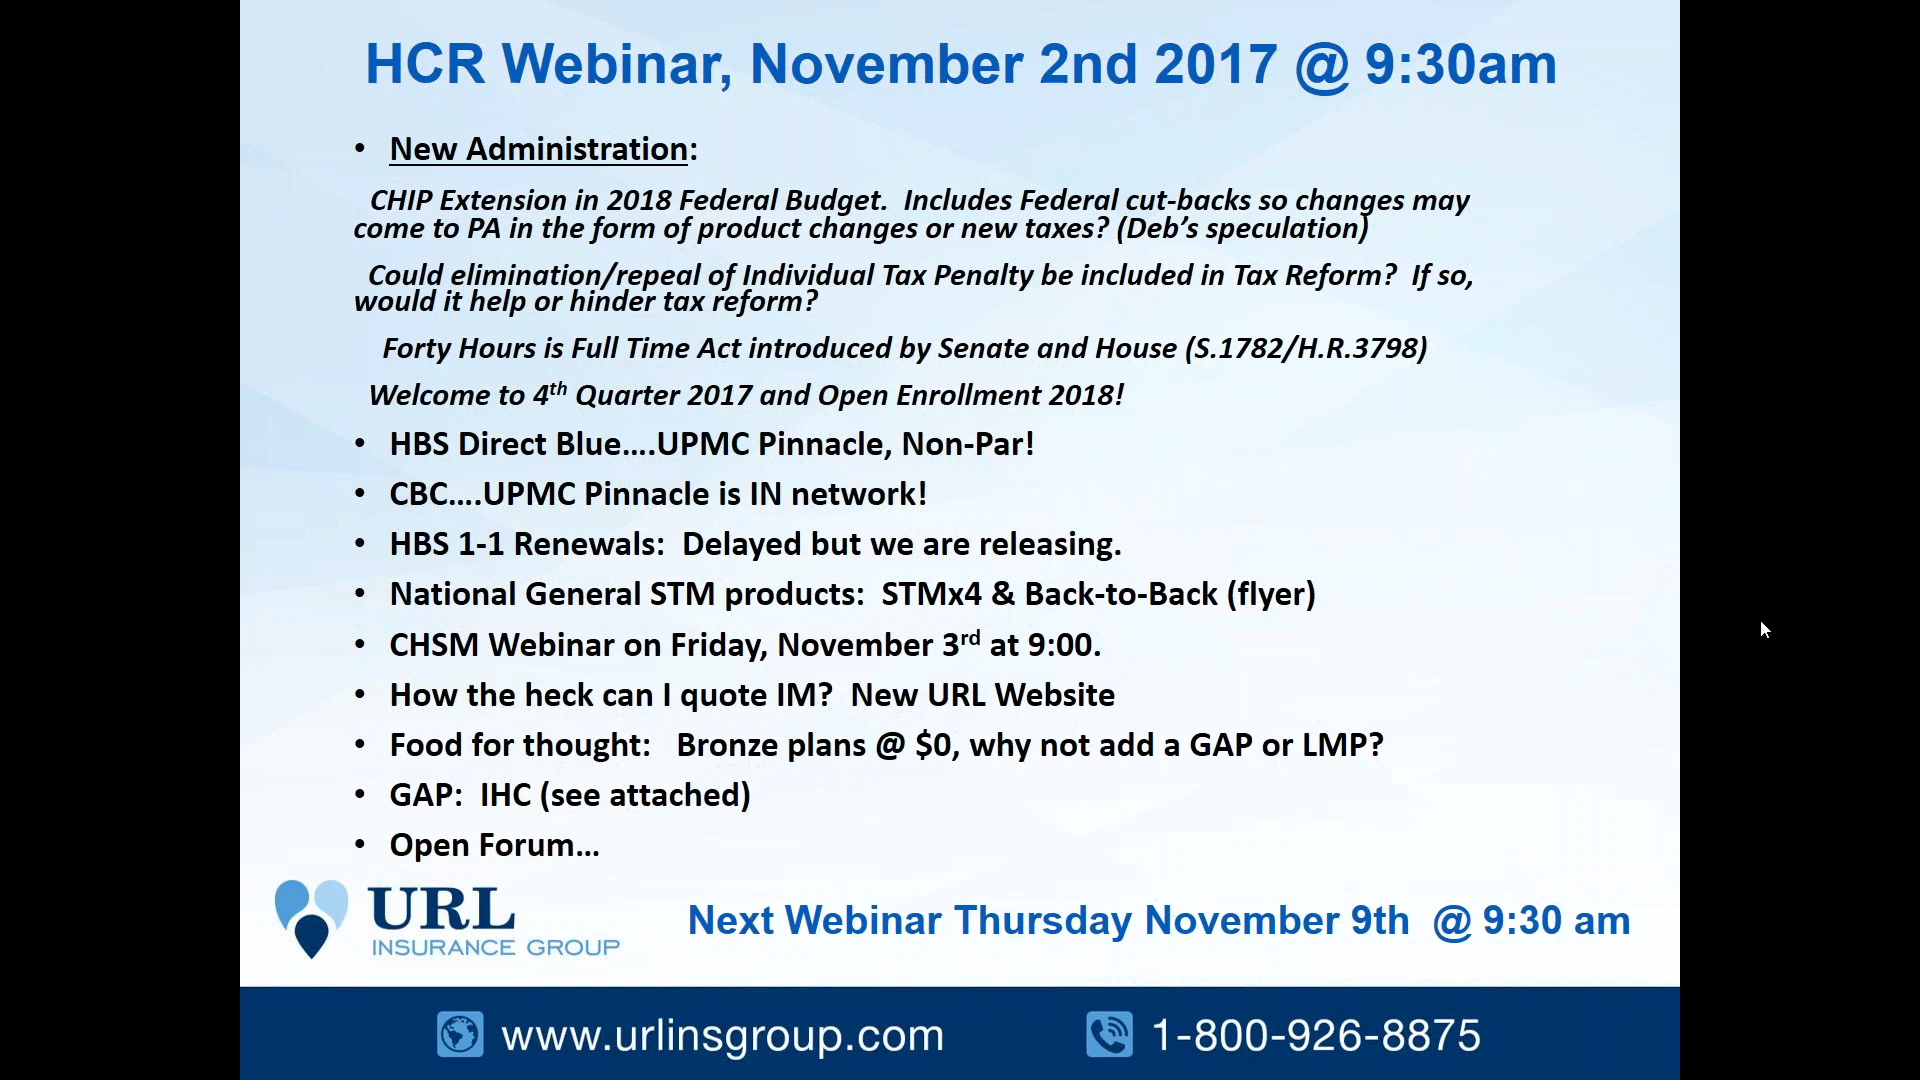 HCR Webinar, November 2nd 2017 @ 9:30am
• New Administration:
CHIP Extension in 2018 Federal Budget.  Includes Federal cut-backs so changes may
come to PA in the form of product changes or new taxes? (Deb’s speculation)
Could elimination/repeal of Individual Tax Penalty be included in Tax Reform?  If so,
would it help or hinder tax reform?
Forty Hours is Full Time Act introduced by Senate and House (S.1782/H.R.3798)
Welcome to 4th Quarter 2017 and Open Enrollment 2018!
• HBS Direct Blue….UPMC Pinnacle, Non-Par!
• CBC….UPMC Pinnacle is IN network!
• HBS 1-1 Renewals:  Delayed but we are releasing.
• National General STM products:  STMx4 & Back-to-Back (flyer)
• CHSM Webinar on Friday, November 3rd at 9:00.
• How the heck can I quote IM?  New URL Website
• Food for thought:   Bronze plans @ $0, why not add a GAP or LMP?
• GAP:  IHC (see attached)
• Open Forum…
URL
INSURANCE GROUP
Next Webinar Thursday November 9th  @ 9:30 am
www.urlinsgroup.com
1-800-926-8875